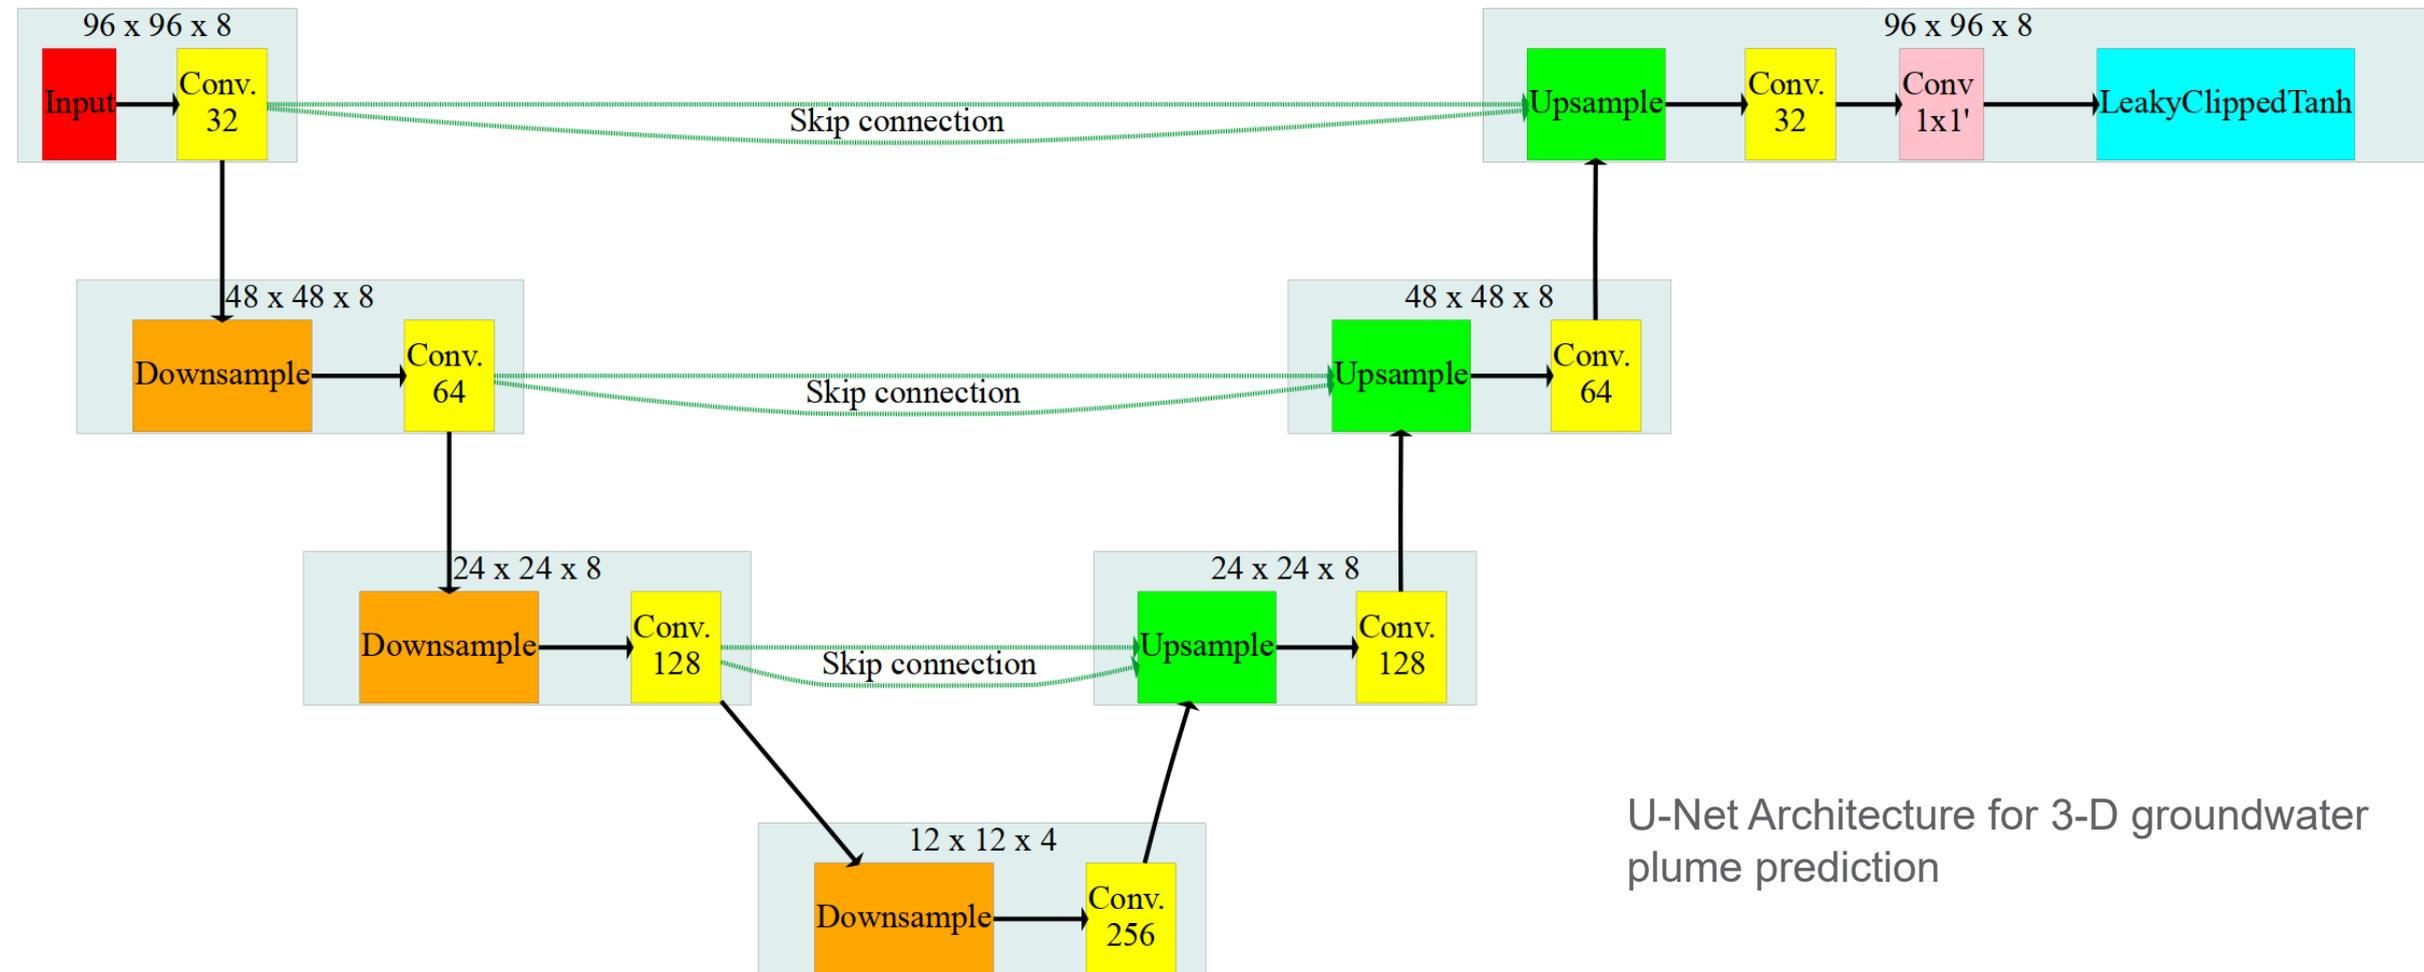 96 x 96 x 8
Input
Conv.
32
Skip connection
96 x 96 x 8
Upsample
Conv.
32
Conv
1x1'
LeakyClippedTanh
48 x 48 x 8
Downsample
Conv.
64
Skip connection
48 x 48 x 8
Upsample
Conv.
64
24 x 24 x 8
Downsample
Conv.
128
Skip connection
24 x 24 x 8
Upsample
Conv.
128
12 x 12 x 4
Downsample
Conv.
256
U-Net Architecture for 3-D groundwater
plume prediction